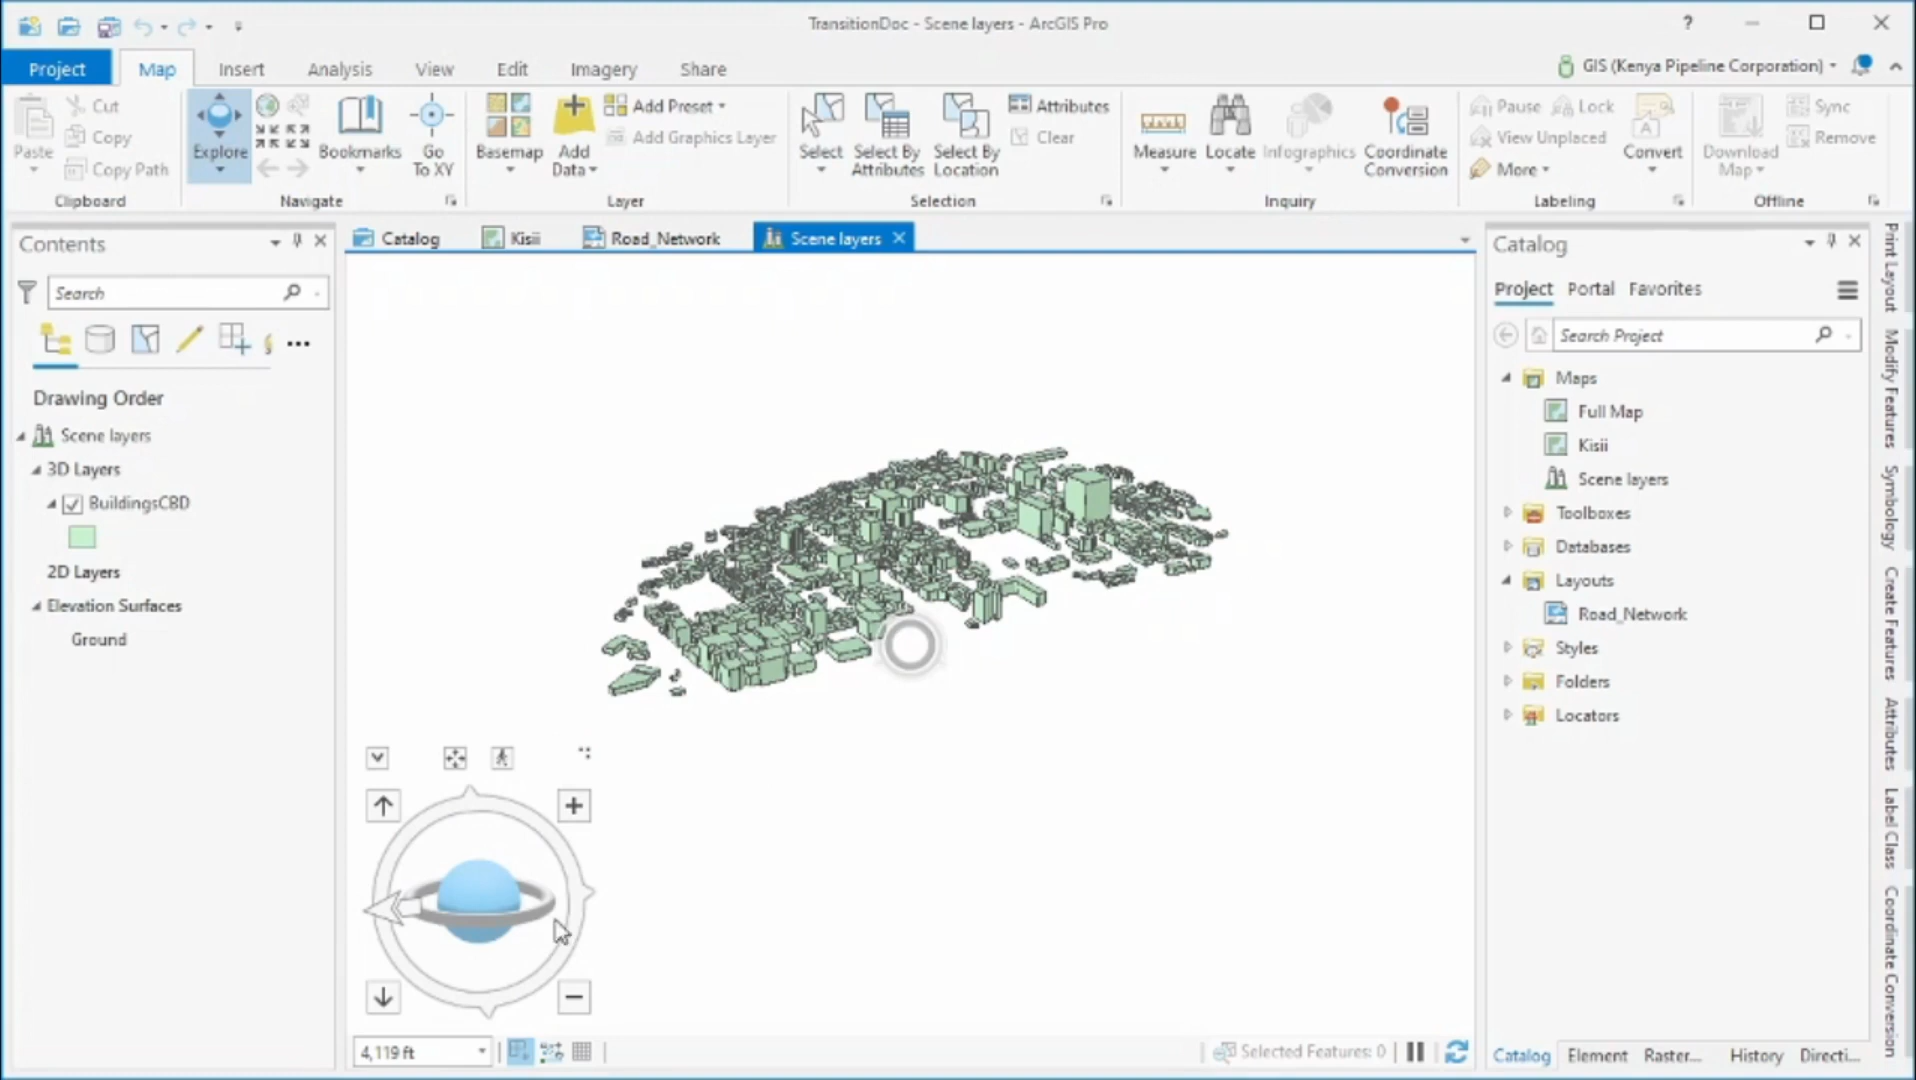 TransitionDoc - Scene layers - ArcGIS Pro
?
Project Map Insert Analysis View Edit Imagery Share
GIS (Kenya Pipeline Corporation)
Paste
Cut
Copy
Copy Path
Clipboard
Explore
Bookmarks
Go
To XY
Navigate
Basemap
Add
Data
Add Preset
Add Graphics Layer
Layer
Select
Select By
Attributes
Select By
Location
Attributes
Clear
Selection
Measure
Locate
Infographics
Coordinate
Conversion
Inquiry
Pause
Lock
View Unplaced
More
Convert
Labeling
Download
Map
Sync
Remove
Offline
Contents
Search
Drawing Order
Scene layers
3D Layers
BuildingsCBD
2D Layers
Elevation Surfaces
Ground
Catalog Kisii Road_Network Scene layers
4,119 ft
Selected Features: 0
Catalog
Project Portal Favorites
Search Project
Maps
Full Map
Kisii
Scene layers
Toolboxes
Databases
Layouts
Road_Network
Styles
Folders
Locators
Catalog Element Raster... History Directi...
Print Layout
Modify Features
Symbology
Create Features
Attributes
Label Class
Coordinate Conversion